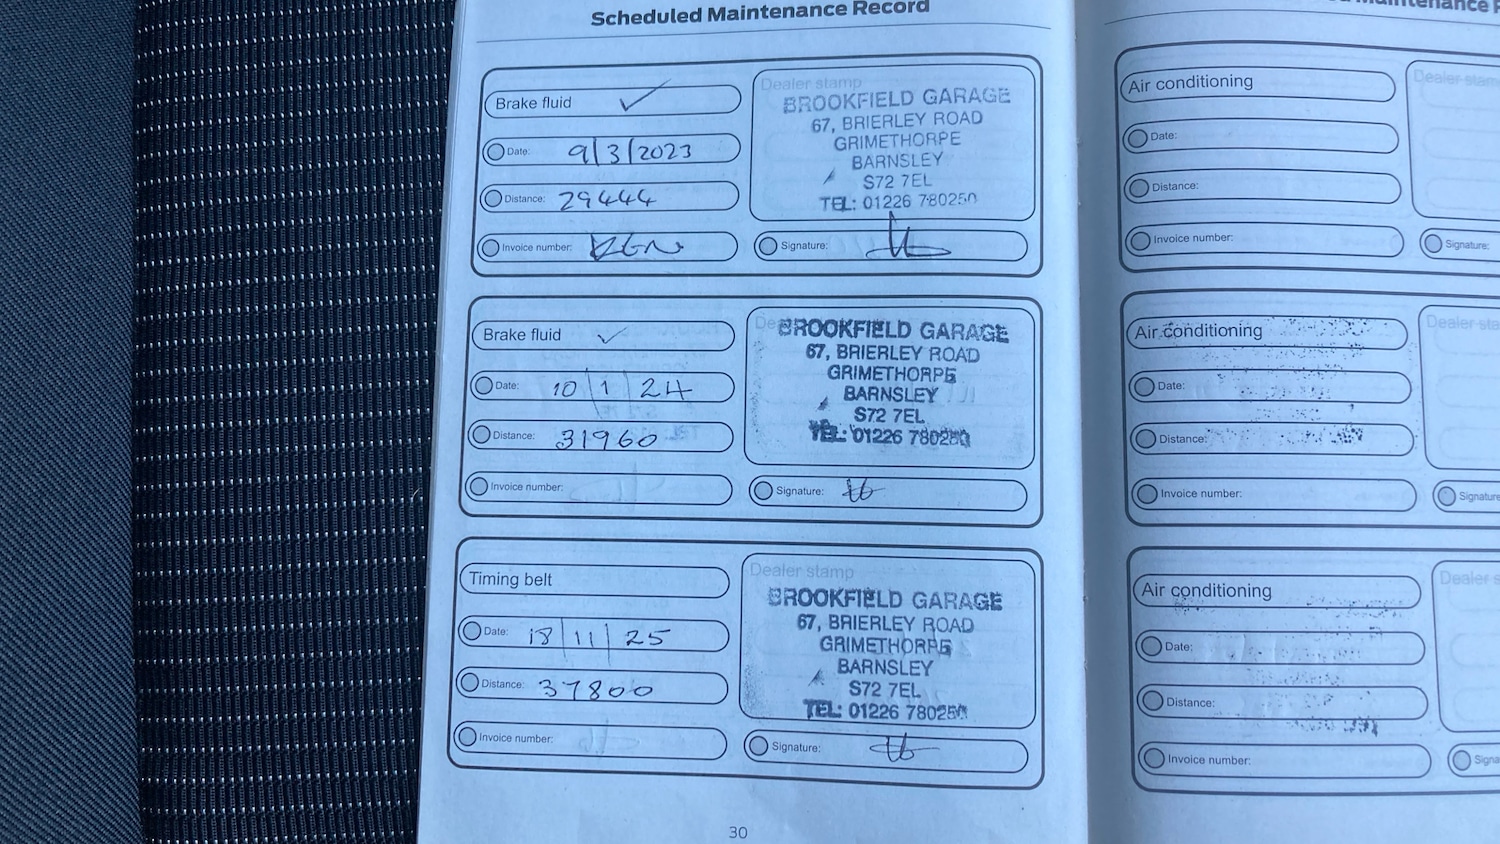 Scheduled Maintenance Record
Brake fluid ✓
Date: 9/3/2023
Distance: 29444
Invoice number:
Dealer stamp
BROOKFIELD GARAGE
67, BRIERLEY ROAD
GRIMETHORPE
BARNSLEY
S72 7EL
TEL: 01226 780250
Signature:
Brake fluid ✓
Date: 10/1/24
Distance: 31960
Invoice number:
BROOKFIELD GARAGE
67, BRIERLEY ROAD
GRIMETHORPE
BARNSLEY
S72 7EL
TEL: 01226 780250
Signature:
Timing belt
Date: 18/11/25
Distance: 37800
Invoice number:
Dealer stamp
BROOKFIELD GARAGE
67, BRIERLEY ROAD
GRIMETHORPE
BARNSLEY
S72 7EL
TEL: 01226 780250
Signature:
30
Air conditioning
Date:
Distance:
Invoice number:
Dealer stam
Signature:
Air conditioning
Date:
Distance:
Invoice number:
Dealer sta
Signature
Air conditioning
Date:
Distance:
Invoice number:
Dealer s
Signa